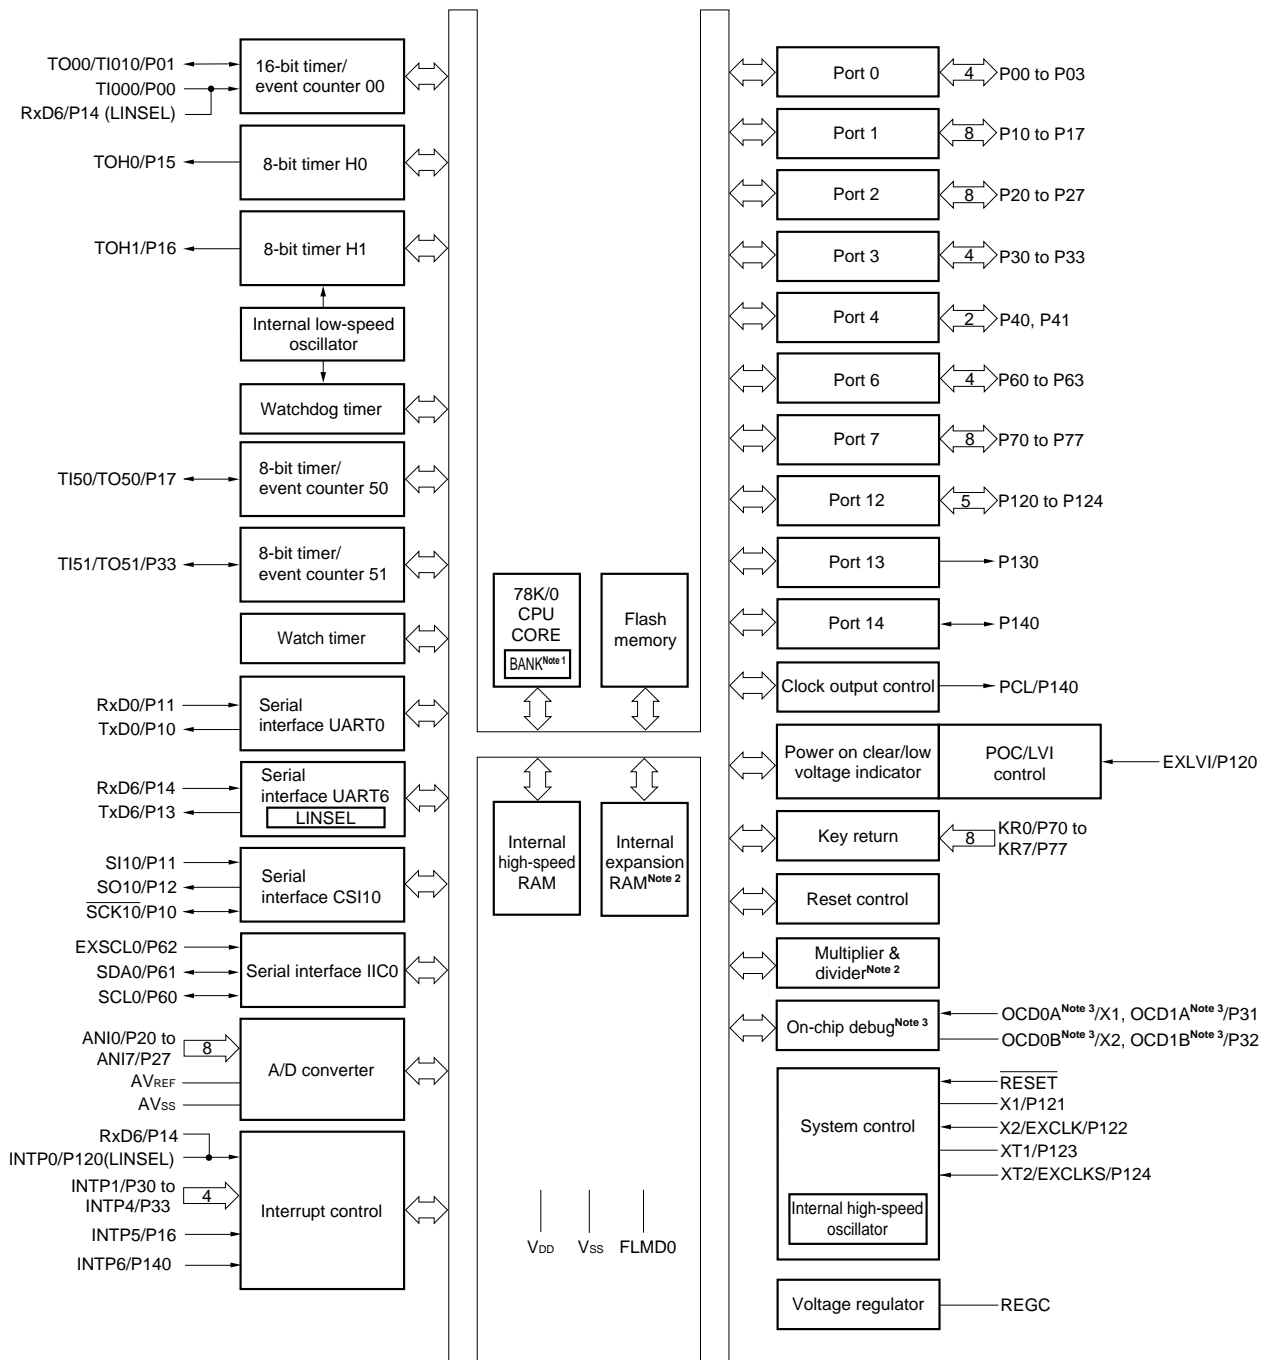 TO00/TI010/P01
TI000/P00
RxD6/P14 (LINSEL)
16-bit timer/
event counter 00
TOH0/P15
8-bit timer H0
TOH1/P16
8-bit timer H1
Internal low-speed
oscillator
Watchdog timer
TI50/TO50/P17
8-bit timer/
event counter 50
TI51/TO51/P33
8-bit timer/
event counter 51
Watch timer
RxD0/P11
TxD0/P10
Serial
interface UART0
RxD6/P14
TxD6/P13
Serial
interface UART6
LINSEL
SI10/P11
SO10/P12
SCK10/P10
Serial
interface CSI10
EXSCL0/P62
SDA0/P61
SCL0/P60
Serial interface IIC0
ANI0/P20 to
ANI7/P27
8
AVREF
AVSS
A/D converter
RxD6/P14
INTP0/P120(LINSEL)
INTP1/P30 to
INTP4/P33
4
INTP5/P16
INTP6/P140
Interrupt control
78K/0
CPU
CORE
BANKNote 1
Flash
memory
Internal
high-speed
RAM
Internal
expansion
RAMNote 2
VDD
VSS
FLMD0
Port 0
4
P00 to P03
Port 1
8
P10 to P17
Port 2
8
P20 to P27
Port 3
4
P30 to P33
Port 4
2
P40, P41
Port 6
4
P60 to P63
Port 7
8
P70 to P77
Port 12
5
P120 to P124
Port 13
P130
Port 14
P140
Clock output control
PCL/P140
Power on clear/low
voltage indicator
POC/LVI
control
EXLVI/P120
Key return
8
KR0/P70 to
KR7/P77
Reset control
Multiplier &
dividerNote 2
On-chip debugNote 3
OCD0ANote 3/X1, OCD1ANote 3/P31
OCD0BNote 3/X2, OCD1BNote 3/P32
System control
RESET
X1/P121
X2/EXCLK/P122
XT1/P123
XT2/EXCLKS/P124
Internal high-speed
oscillator
Voltage regulator
REGC